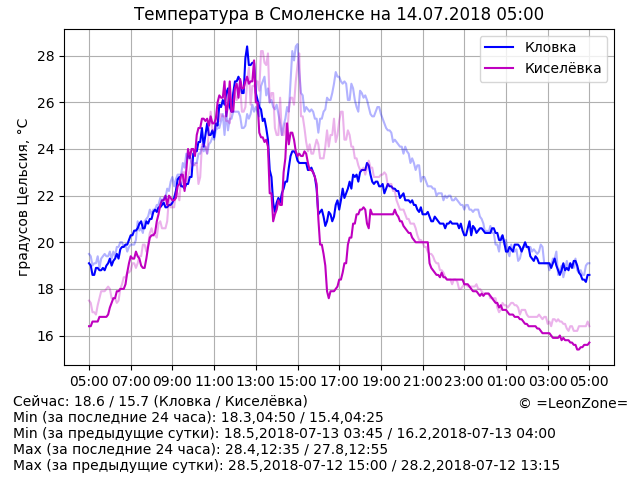 Температура в Смоленске на 14.07.2018 05:00
Кловка
Киселёвка
градусов Цельсия, °C
28
26
24
22
20
18
16
05:00 07:00 09:00 11:00 13:00 15:00 17:00 19:00 21:00 23:00 01:00 03:00 05:00
Сейчас: 18.6 / 15.7 (Кловка / Киселёвка)
© =LeonZone=
Min (за последние 24 часа): 18.3,04:50 / 15.4,04:25
Min (за предыдущие сутки): 18.5,2018-07-13 03:45 / 16.2,2018-07-13 04:00
Max (за последние 24 часа): 28.4,12:35 / 27.8,12:55
Max (за предыдущие сутки): 28.5,2018-07-12 15:00 / 28.2,2018-07-12 13:15